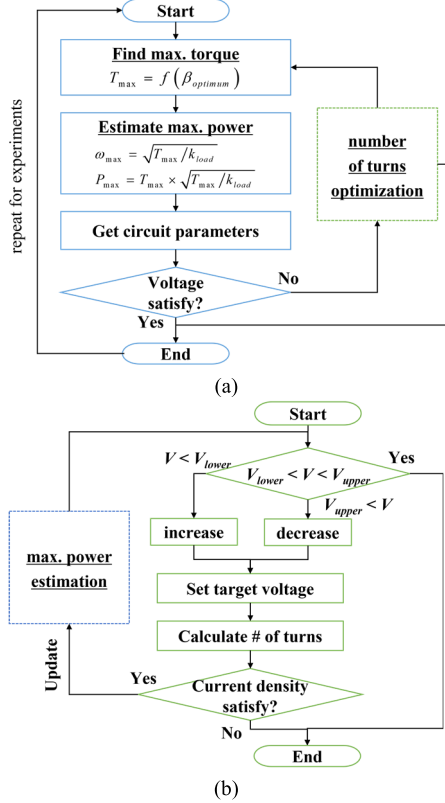 Start
Find max. torque
T_max = f ( β_optimum )
Estimate max. power
ω_max = √(T_max / k_load)
P_max = T_max × √(T_max / k_load)
Get circuit parameters
Voltage
satisfy?
No
Yes
End
repeat for experiments
number
of turns
optimization
(a)
Start
V < V_lower
V_lower < V < V_upper
Yes
V_upper < V
increase
decrease
max. power
estimation
Set target voltage
Calculate # of turns
Update
Yes
Current density
satisfy?
No
End
(b)